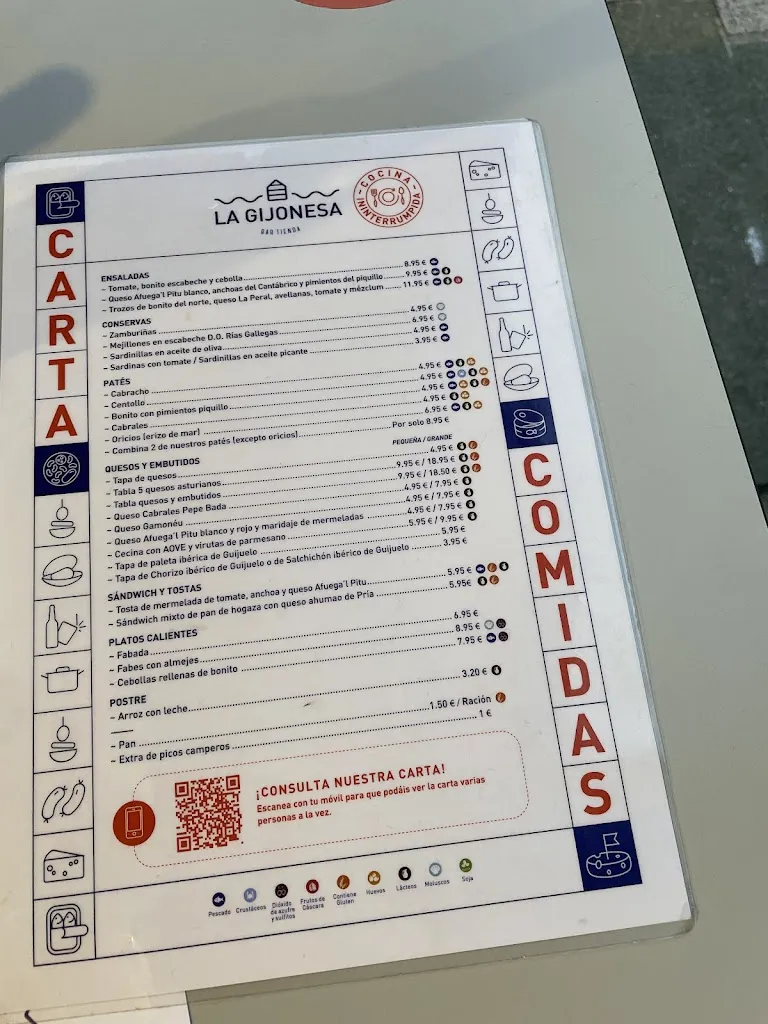 LA GIJONESA
BAR TIENDA
COCINA ININTERRUMPIDA
CARTA
COMIDAS
ENSALADAS
- Tomate, bonito escabeche y cebolla 8.95 €
- Queso Afuega'l Pitu blanco, anchoas del Cantábrico y pimientos del piquillo 9.95 €
- Trozos de bonito del norte, queso La Peral, avellanas, tomate y mézclum 11.95 €
CONSERVAS
- Zamburiñas 4.95 €
- Mejillones en escabeche D.O. Rías Gallegas 6.95 €
- Sardinillas en aceite de oliva 4.95 €
- Sardinas con tomate / Sardinillas en aceite picante 3.95 €
PATÉS
- Cabracho 4.95 €
- Centollo 4.95 €
- Bonito con pimientos piquillo 4.95 €
- Cabrales 4.95 €
- Oricios (erizo de mar) 6.95 €
- Combina 2 de nuestros patés (excepto oricios) Por solo 8.95 €
QUESOS Y EMBUTIDOS PEQUEÑA / GRANDE
- Tapa de quesos 4.95 €
- Tabla 5 quesos asturianos 9.95 € / 18.95 €
- Tabla quesos y embutidos 9.95 € / 18.50 €
- Queso Cabrales Pepe Bada 4.95 € / 7.95 €
- Queso Gamonéu 4.95 € / 7.95 €
- Queso Afuega'l Pitu blanco y rojo y maridaje de mermeladas 4.95 € / 7.95 €
- Cecina con AOVE y virutas de parmesano 5.95 € / 9.95 €
- Tapa de paleta ibérica de Guijuelo 5.95 €
- Tapa de Chorizo ibérico de Guijuelo o de Salchichón ibérico de Guijuelo 3.95 €
SÁNDWICH Y TOSTAS
- Tosta de mermelada de tomate, anchoa y queso Afuega'l Pitu 5.95 €
- Sándwich mixto de pan de hogaza con queso ahumao de Pría 5.95€
PLATOS CALIENTES
- Fabada 6.95 €
- Fabes con almejes 8.95 €
- Cebollas rellenas de bonito 7.95 €
POSTRE
- Arroz con leche 3.20 €
- Pan 1.50 € / Ración
- Extra de picos camperos 1 €
¡CONSULTA NUESTRA CARTA!
Escanea con tu móvil para que podáis ver la carta varias
personas a la vez.
Pescado
Crustáceos
Dióxido de azufre y sulfitos
Frutos de Cáscara
Contiene Gluten
Huevos
Lácteos
Moluscos
Soja